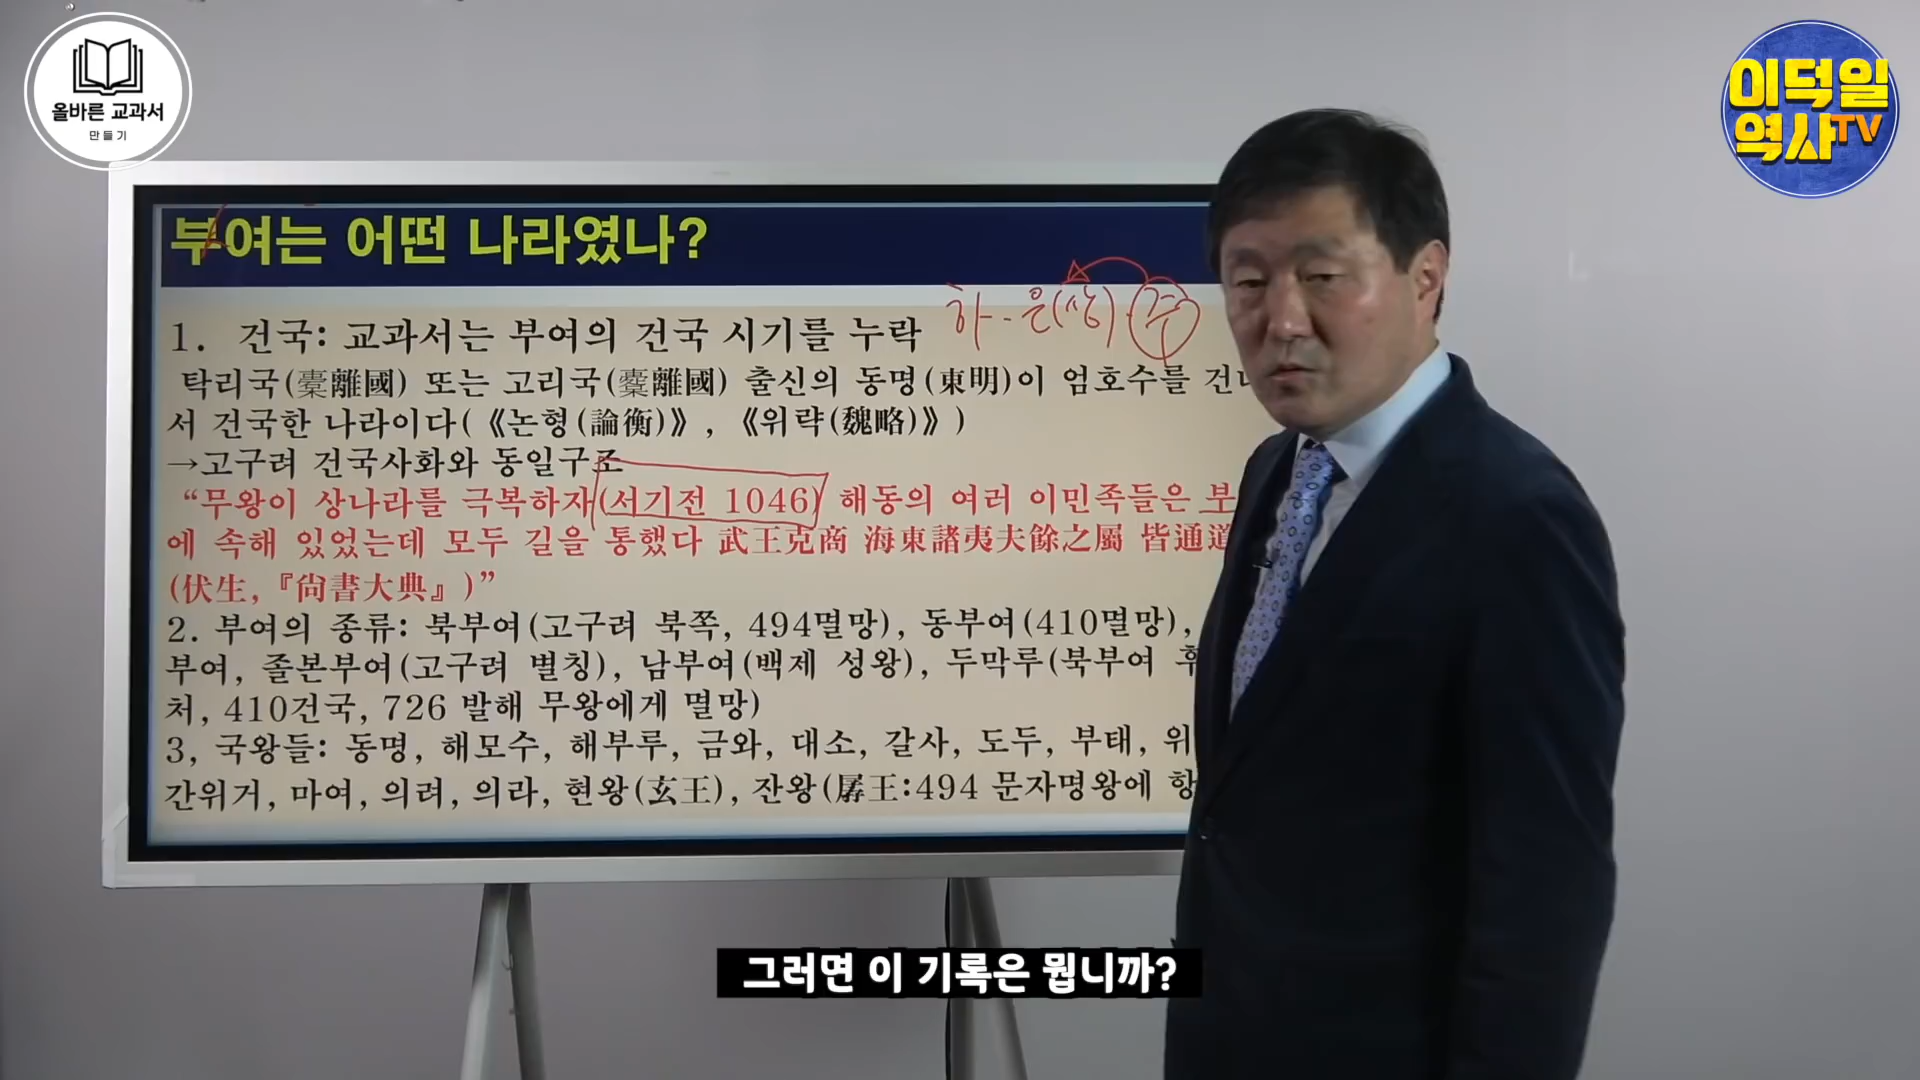 올바른 교과서
만들기
이덕일
역사TV
부여는 어떤 나라였나?
하·은(상)·주
1. 건국: 교과서는 부여의 건국 시기를 누락
탁리국(槖離國) 또는 고리국(櫜離國) 출신의 동명(東明)이 엄호수를
서 건국한 나라이다(《논형(論衡)》, 《위략(魏略)》)
→고구려 건국사화와 동일구조
“무왕이 상나라를 극복하자(서기전 1046) 해동의 여러 이민족들은 부
에 속해 있었는데 모두 길을 통했다 武王克商 海東諸夷夫餘之屬 皆通道
(伏生,『尙書大典』)”
2. 부여의 종류: 북부여(고구려 북쪽, 494멸망), 동부여(410멸망),
부여, 졸본부여(고구려 별칭), 남부여(백제 성왕), 두막루(북부여 후
처, 410건국, 726 발해 무왕에게 멸망)
3, 국왕들: 동명, 해모수, 해부루, 금와, 대소, 갈사, 도두, 부태, 위
간위거, 마여, 의려, 의라, 현왕(玄王), 잔왕(孱王:494 문자명왕에 항
그러면 이 기록은 뭡니까?